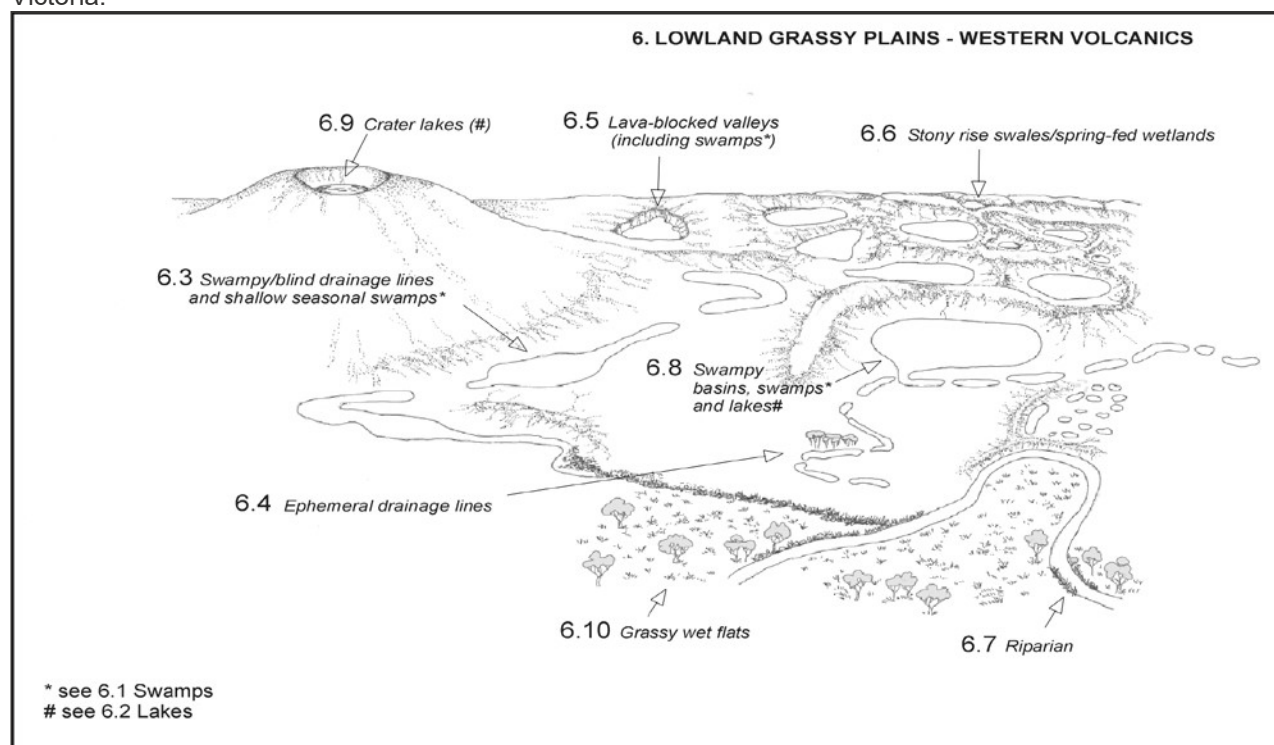 Victoria.
6. LOWLAND GRASSY PLAINS - WESTERN VOLCANICS
6.9 Crater lakes (#)
6.5 Lava-blocked valleys
(including swamps*)
6.6 Stony rise swales/spring-fed wetlands
6.3 Swampy/blind drainage lines
and shallow seasonal swamps*
6.8 Swampy
basins, swamps*
and lakes#
6.4 Ephemeral drainage lines
6.10 Grassy wet flats
6.7 Riparian
* see 6.1 Swamps
# see 6.2 Lakes